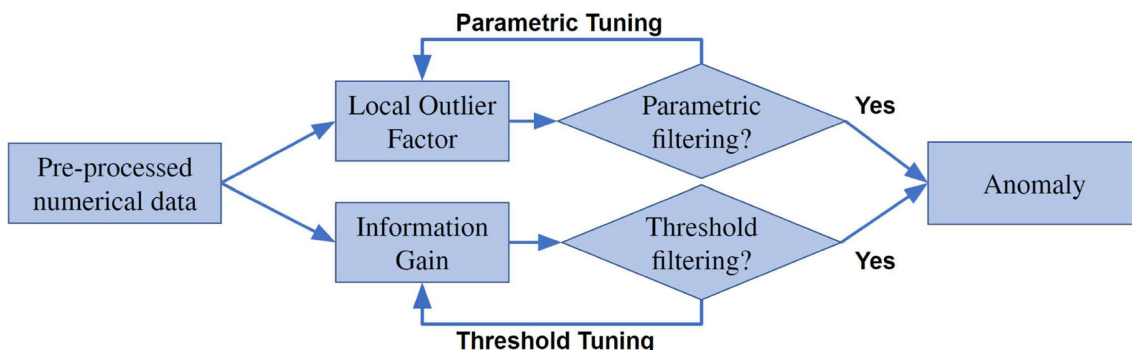 Parametric Tuning
Local Outlier
Factor
Parametric
filtering?
Yes
Pre-processed
numerical data
Anomaly
Information
Gain
Threshold
filtering?
Yes
Threshold Tuning